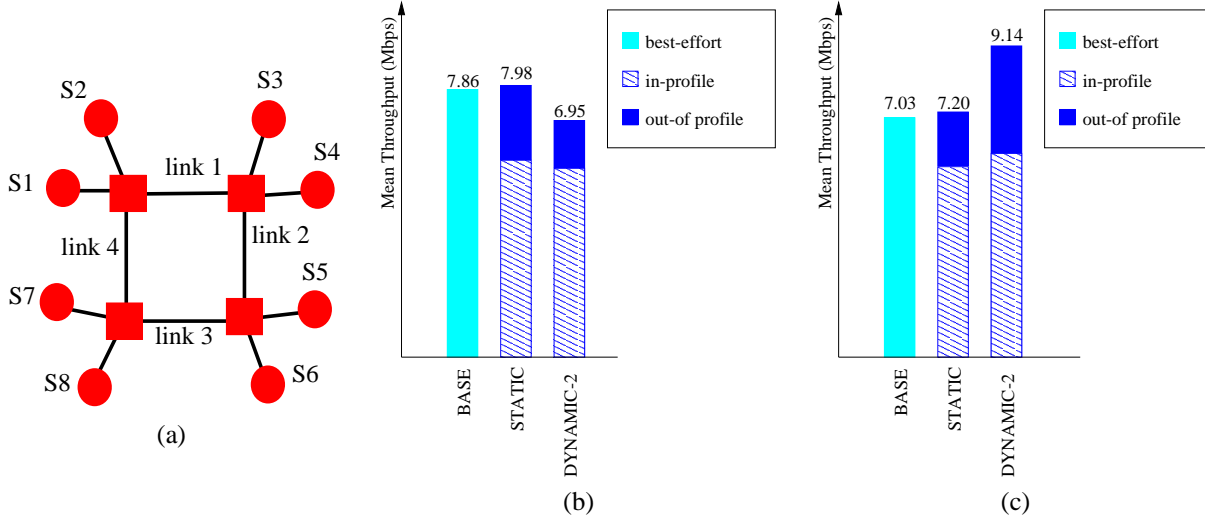 S2
S3
S1
S4
link 1
link 4
link 2
S7
S5
link 3
S8
S6
(a)
Mean Throughput (Mbps)
7.86
7.98
6.95
best-effort
in-profile
out-of profile
BASE
STATIC
DYNAMIC-2
(b)
Mean Throughput (Mbps)
7.03
7.20
9.14
best-effort
in-profile
out-of profile
BASE
STATIC
DYNAMIC-2
(c)